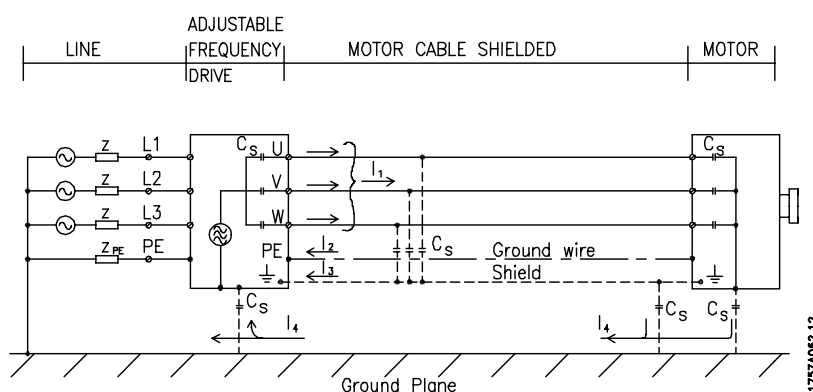 ADJUSTABLE
LINE FREQUENCY MOTOR CABLE SHIELDED MOTOR
DRIVE
Z L1 CS U CS
I1
Z L2 V
Z L3 W
ZPE PE PE I2 CS Ground wire
I3 Shield
CS CS CS
I4 I4
Ground Plane
175ZA062.12